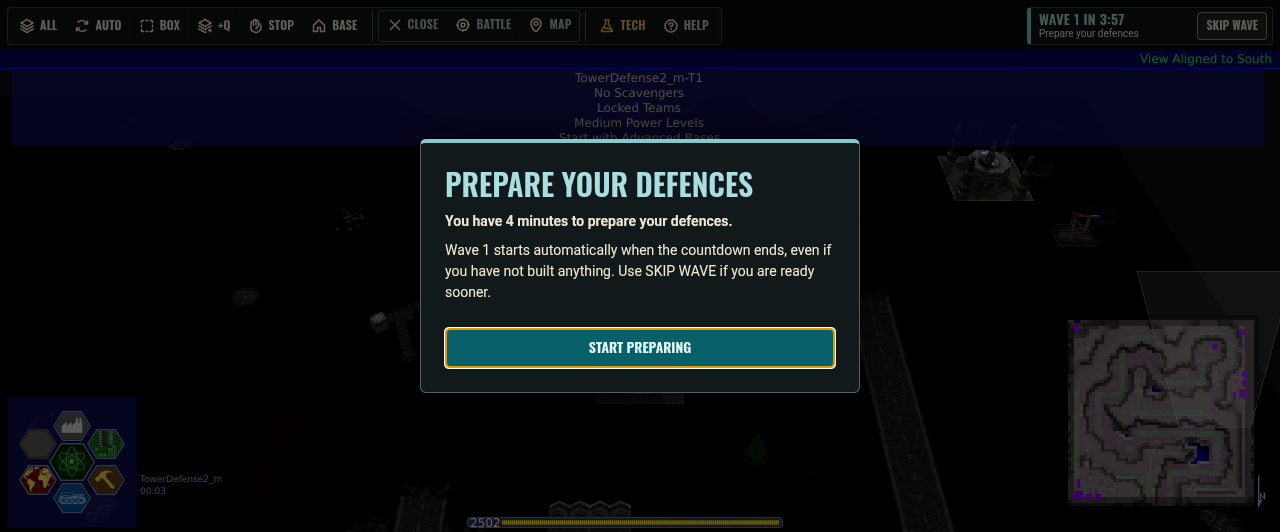 ALL AUTO BOX +Q STOP BASE CLOSE BATTLE MAP TECH HELP
WAVE 1 IN 3:57
Prepare your defences
SKIP WAVE
View Aligned to South
TowerDefense2_m-T1
No Scavengers
Locked Teams
Medium Power Levels
Start with Advanced Bases
PREPARE YOUR DEFENCES
You have 4 minutes to prepare your defences.
Wave 1 starts automatically when the countdown ends, even if
you have not built anything. Use SKIP WAVE if you are ready
sooner.
START PREPARING
TowerDefense2_m
00:03
2502
N